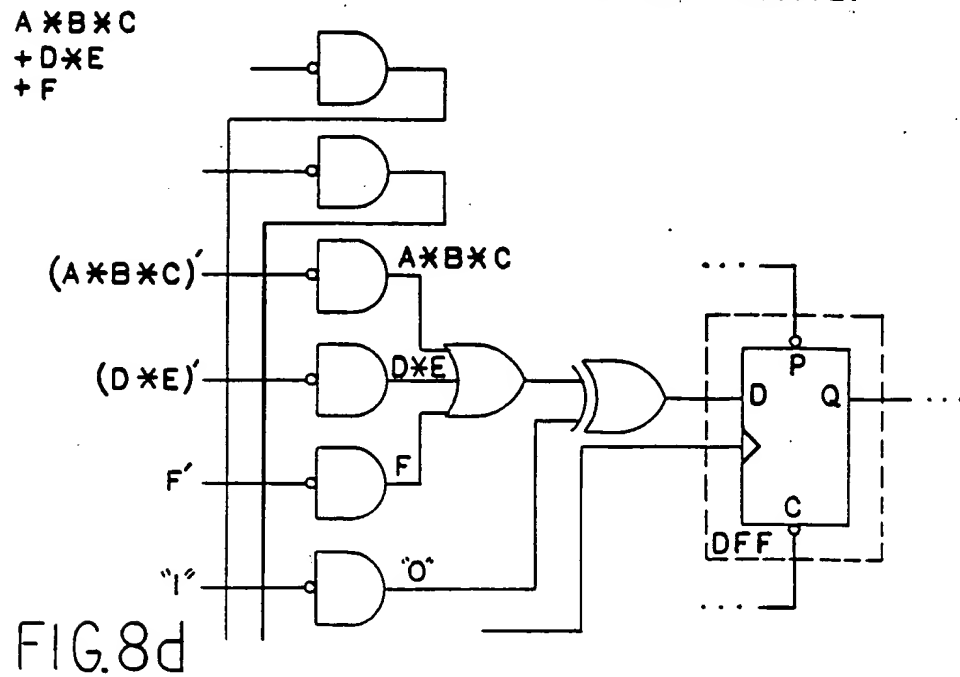 A*B*C
+D*E
+F
(A*B*C)′
A*B*C
(D*E)′
D*E
F′
F
"1"
"0"
P
D
Q
C
DFF
FIG.8d